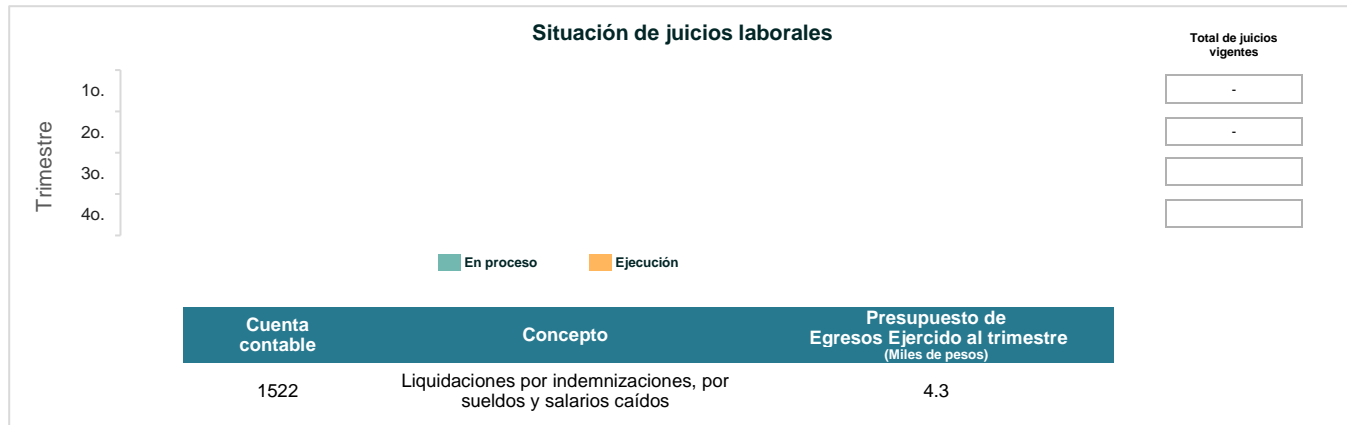 Situación de juicios laborales
Total de juicios
vigentes
Trimestre
1o.
-
2o.
-
3o.
4o.
En proceso
Ejecución
Cuenta
contable
Concepto
Presupuesto de
Egresos Ejercido al trimestre
(Miles de pesos)
1522
Liquidaciones por indemnizaciones, por
sueldos y salarios caídos
4.3